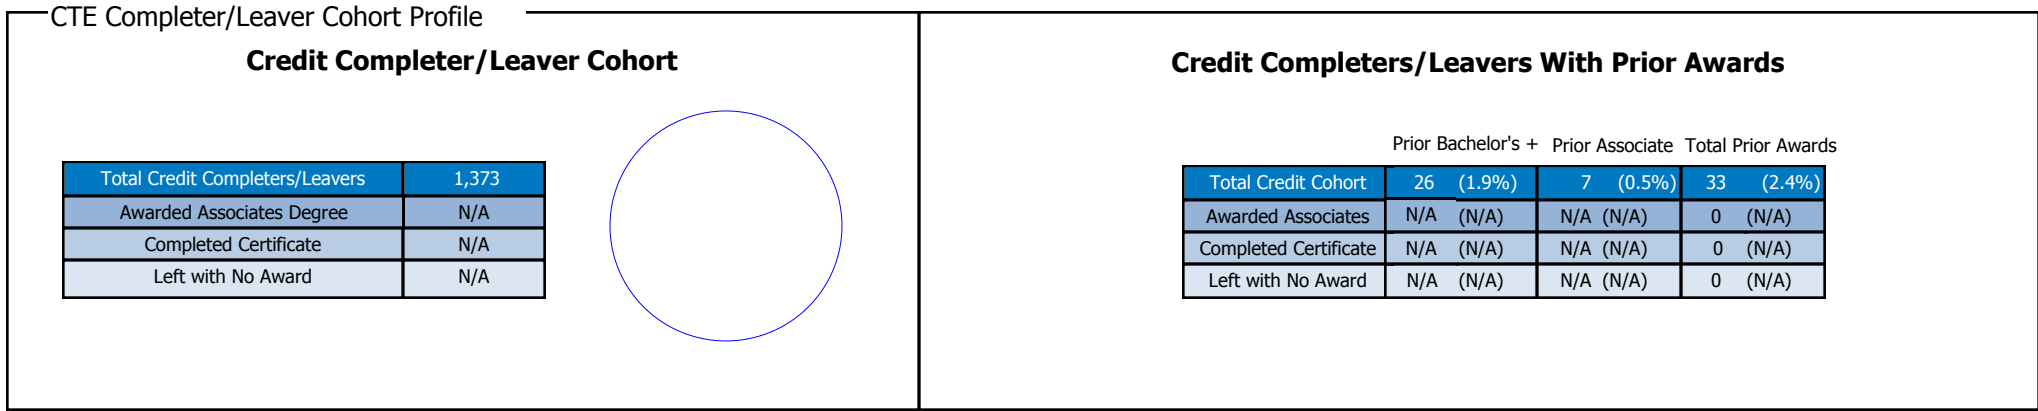 CTE Completer/Leaver Cohort Profile
Credit Completer/Leaver Cohort
Total Credit Completers/Leavers 1,373
Awarded Associates Degree N/A
Completed Certificate N/A
Left with No Award N/A
Credit Completers/Leavers With Prior Awards
Prior Bachelor's + Prior Associate Total Prior Awards
Total Credit Cohort 26 (1.9%) 7 (0.5%) 33 (2.4%)
Awarded Associates N/A (N/A) N/A (N/A) 0 (N/A)
Completed Certificate N/A (N/A) N/A (N/A) 0 (N/A)
Left with No Award N/A (N/A) N/A (N/A) 0 (N/A)